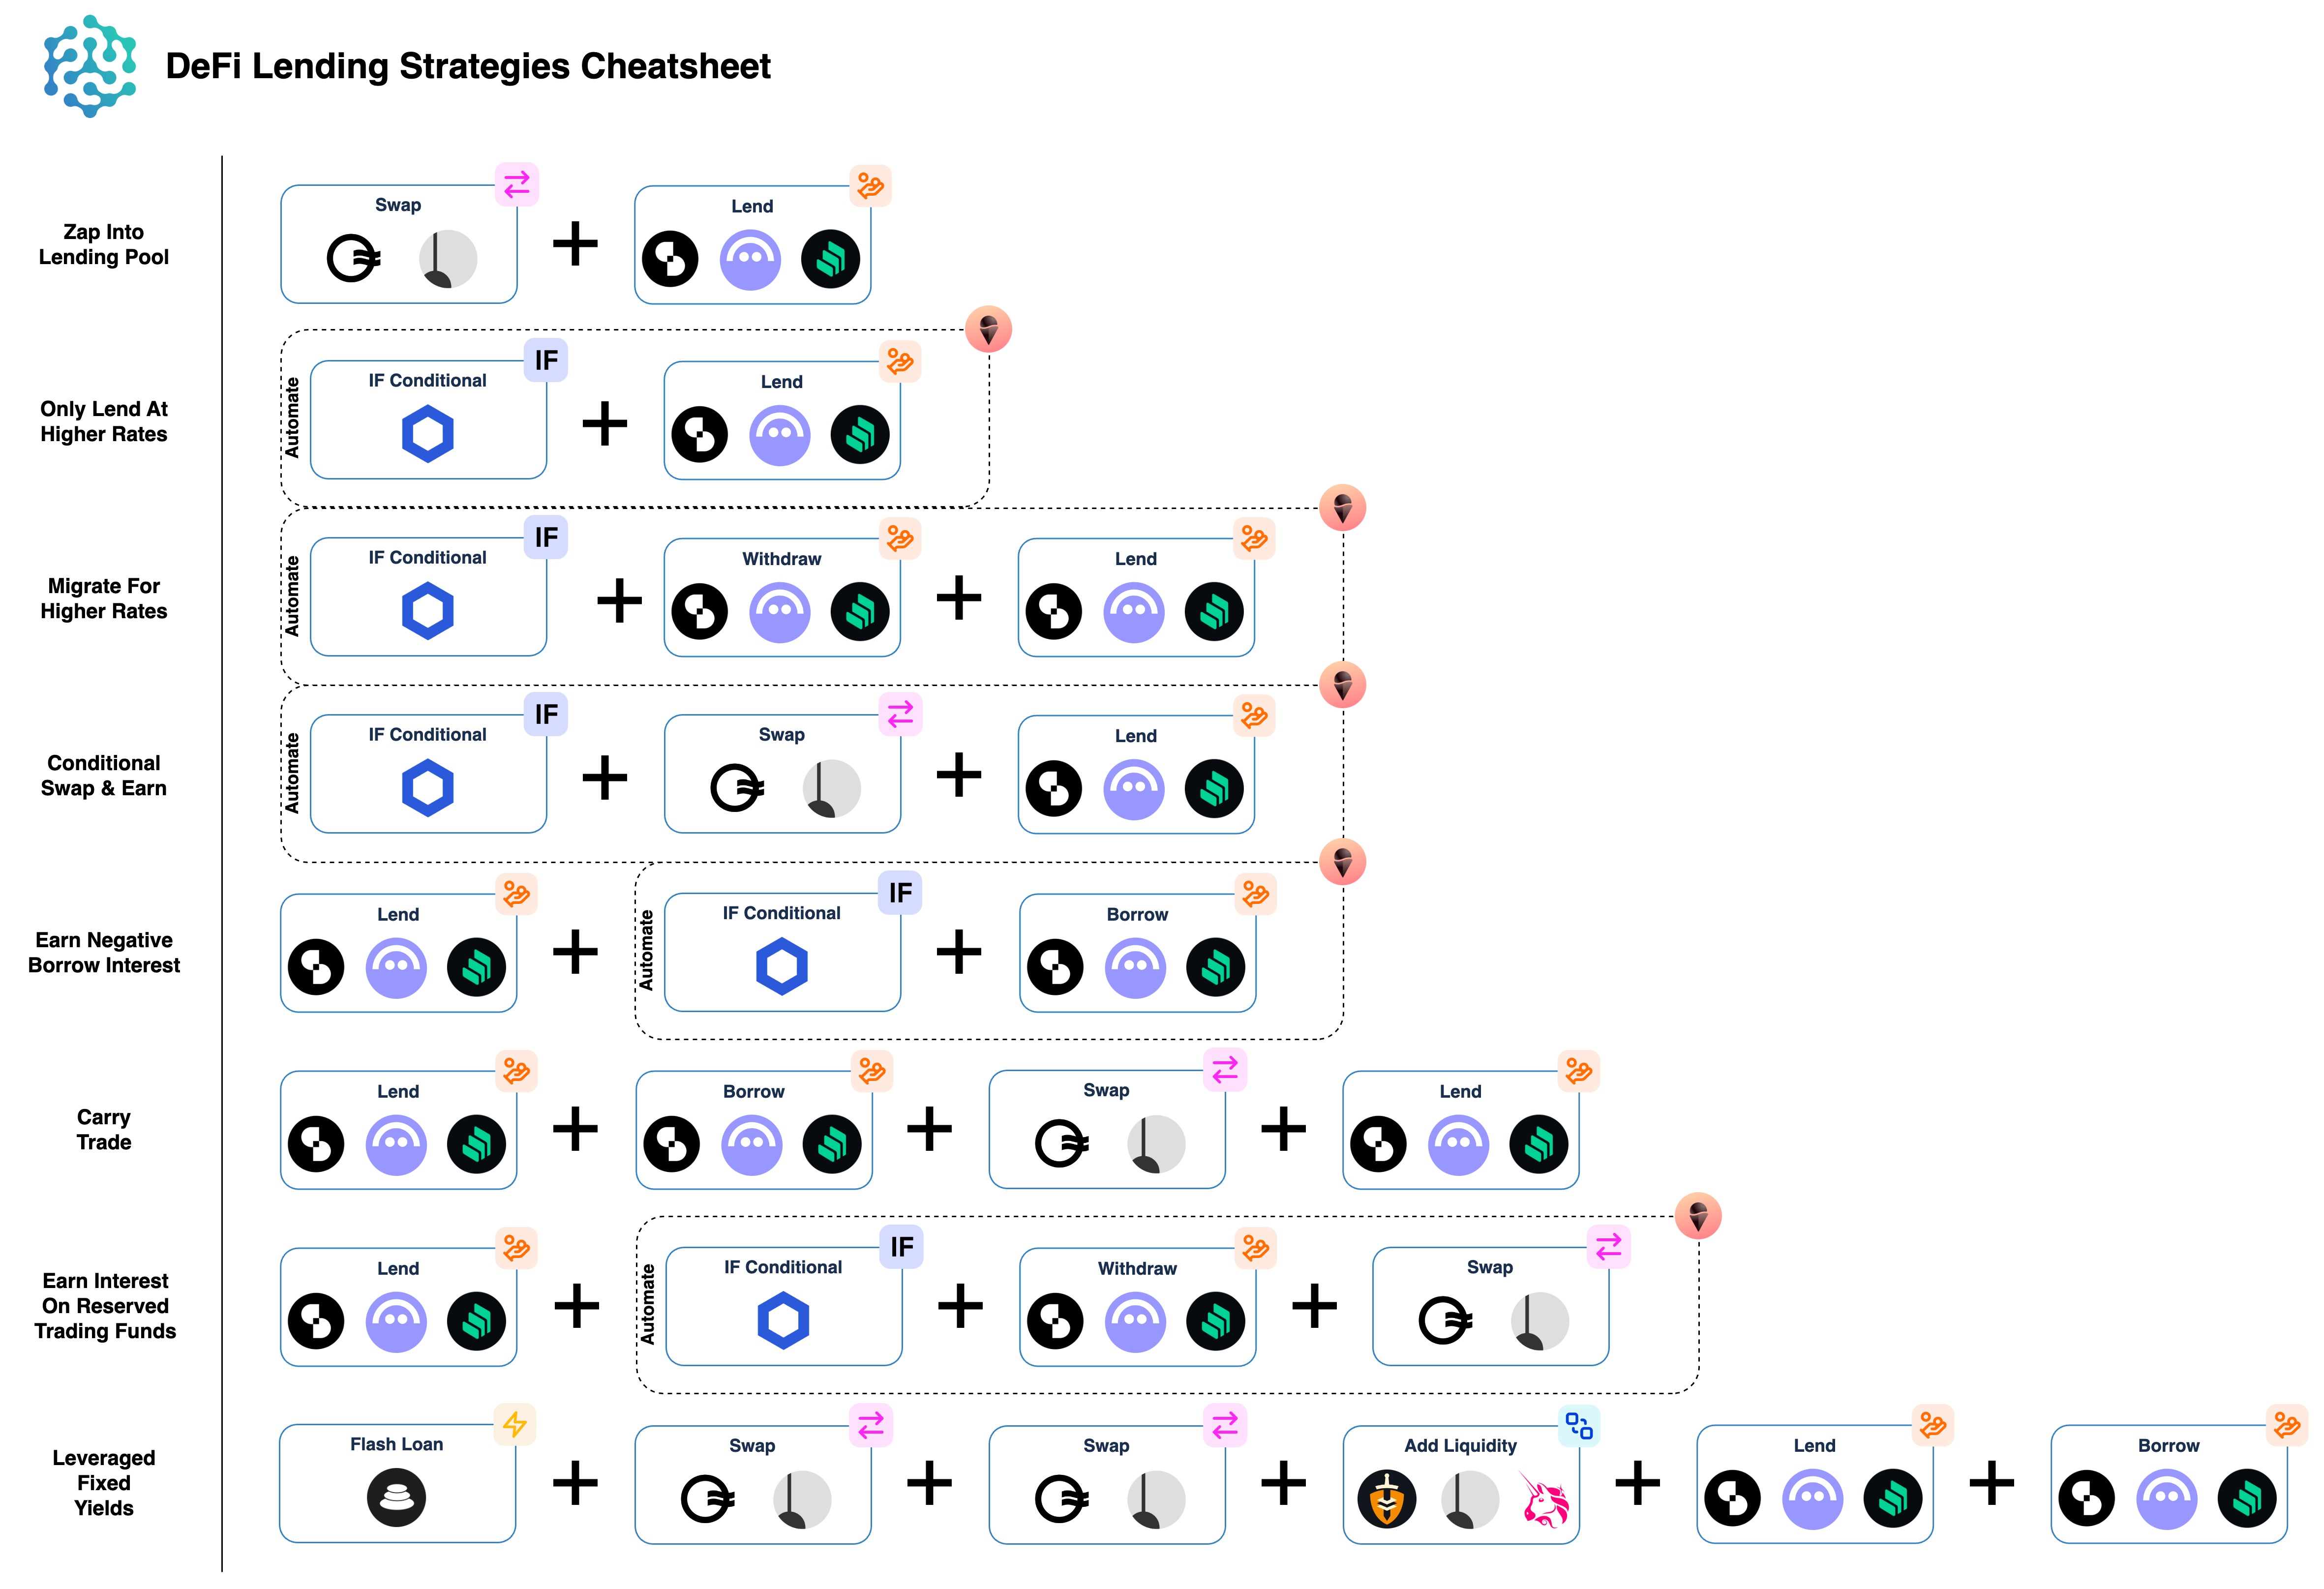 DeFi Lending Strategies Cheatsheet
Zap Into
Lending Pool
Swap
Lend
Only Lend At
Higher Rates
Automate
IF Conditional
IF
Lend
Migrate For
Higher Rates
Automate
IF Conditional
IF
Withdraw
Lend
Conditional
Swap & Earn
Automate
IF Conditional
IF
Swap
Lend
Earn Negative
Borrow Interest
Lend
Automate
IF Conditional
IF
Borrow
Carry
Trade
Lend
Borrow
Swap
Lend
Earn Interest
On Reserved
Trading Funds
Lend
Automate
IF Conditional
IF
Withdraw
Swap
Leveraged
Fixed
Yields
Flash Loan
Swap
Swap
Add Liquidity
Lend
Borrow